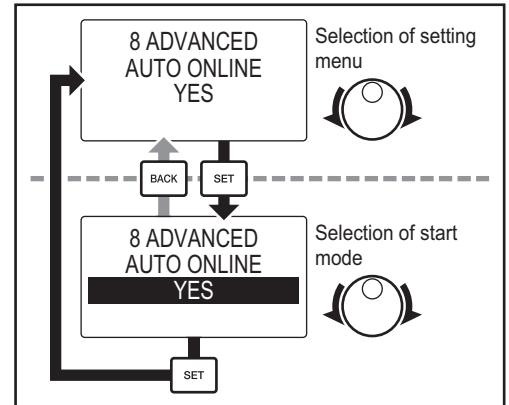 8 ADVANCED
AUTO ONLINE
YES
Selection of setting
menu
BACK
SET
8 ADVANCED
AUTO ONLINE
YES
Selection of start
mode
SET